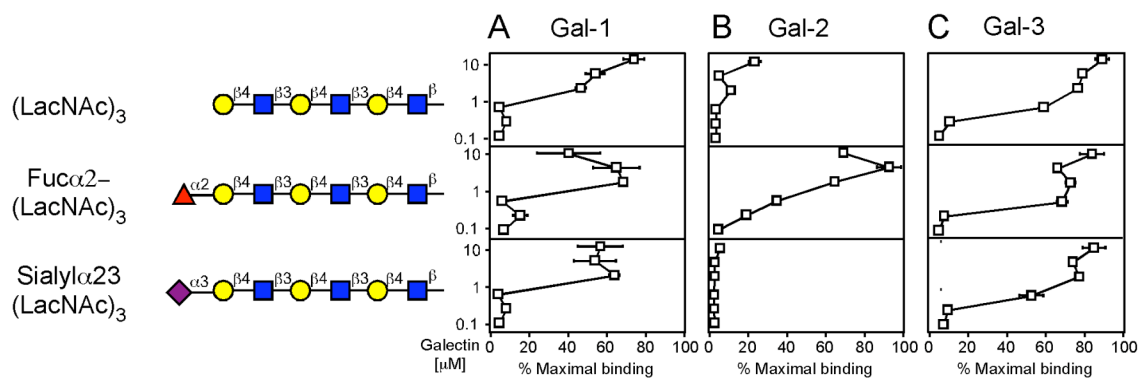 A Gal-1
B Gal-2
C Gal-3
(LacNAc)3
β4 β3 β4 β3 β4 β
10
1
0.1
Fucα2–
(LacNAc)3
α2 β4 β3 β4 β3 β4 β
10
1
0.1
Sialylα23
(LacNAc)3
α3 β4 β3 β4 β3 β4 β
10
1
0.1
Galectin
[μM]
0 20 40 60 80 100
% Maximal binding
0 20 40 60 80 100
% Maximal binding
0 20 40 60 80 100
% Maximal binding